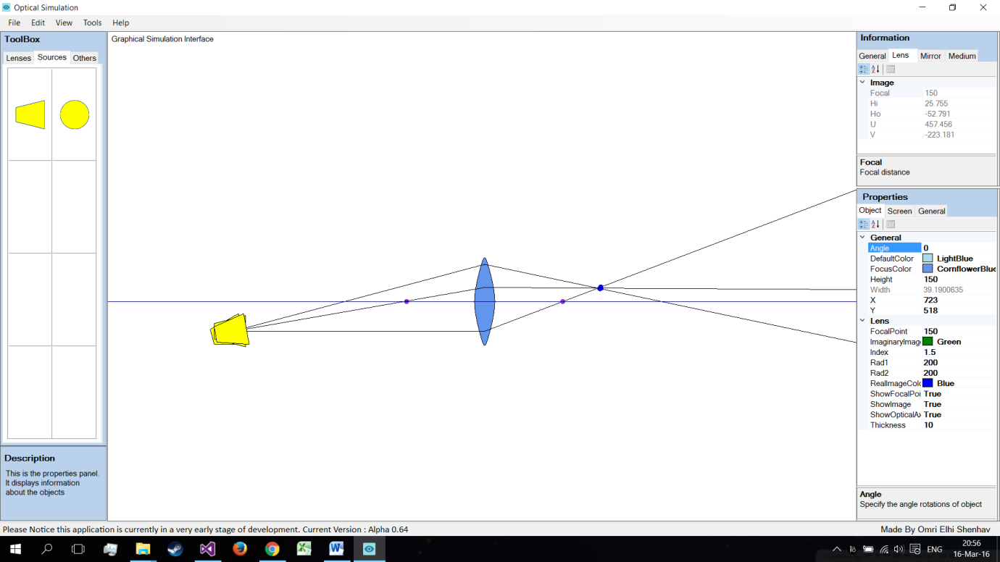 Optical Simulation
File Edit View Tools Help
ToolBox
Lenses Sources Others
Description
This is the properties panel.
It displays information
about the objects
Graphical Simulation Interface
Information
General Lens Mirror Medium
Image
Focal 150
Hi 25.755
Ho -52.791
U 457.456
V -223.181
Focal
Focal distance
Properties
Object Screen General
General
Angle 0
DefaultColor LightBlue
FocusColor CornflowerBlue
Height 150
Width 39.1900635
X 723
Y 518
Lens
FocalPoint 150
ImaginaryImag Green
Index 1.5
Rad1 200
Rad2 200
RealImageColo Blue
ShowFocalPoi True
ShowImage True
ShowOpticalAx True
Thickness 10
Angle
Specify the angle rotations of object
Please Notice this application is currently in a very early stage of development. Current Version : Alpha 0.64
Made By Omri Elhi Shenhav
ENG
20:56
16-Mar-16